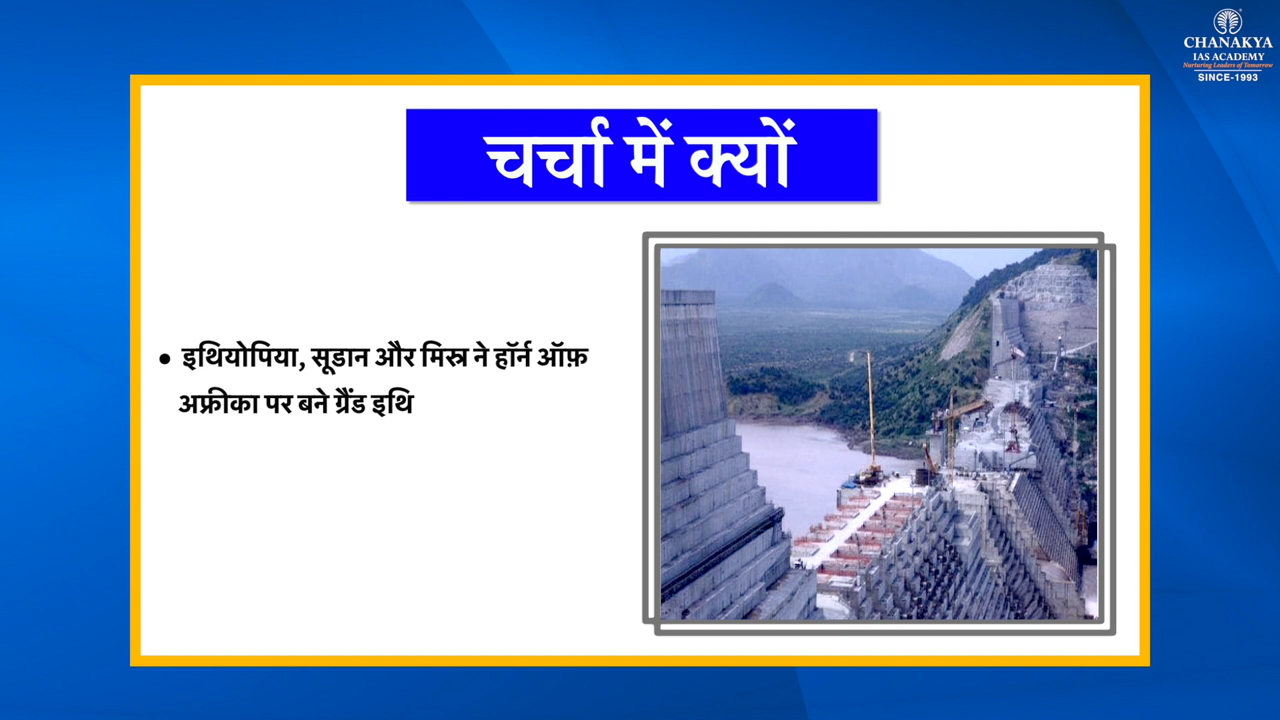 CHANAKYA
IAS ACADEMY
Nurturing Leaders of Tomorrow
SINCE-1993
चर्चा में क्यों
• इथियोपिया, सूडान और मिस्र ने हॉर्न ऑफ़
अफ्रीका पर बने ग्रैंड इथि